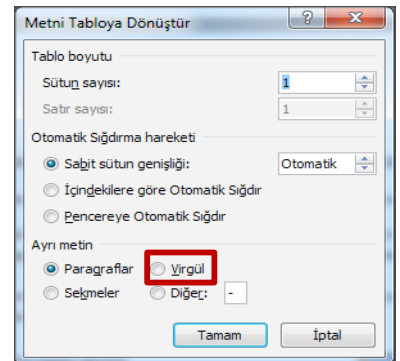 Metni Tabloya Dönüştür
Tablo boyutu
Sütun sayısı: 1
Satır sayısı: 1
Otomatik Sığdırma hareketi
Sabit sütun genişliği: Otomatik
İçindekilere göre Otomatik Sığdır
Pencereye Otomatik Sığdır
Ayrı metin
Paragraflar Virgül
Sekmeler Diğer: -
Tamam İptal